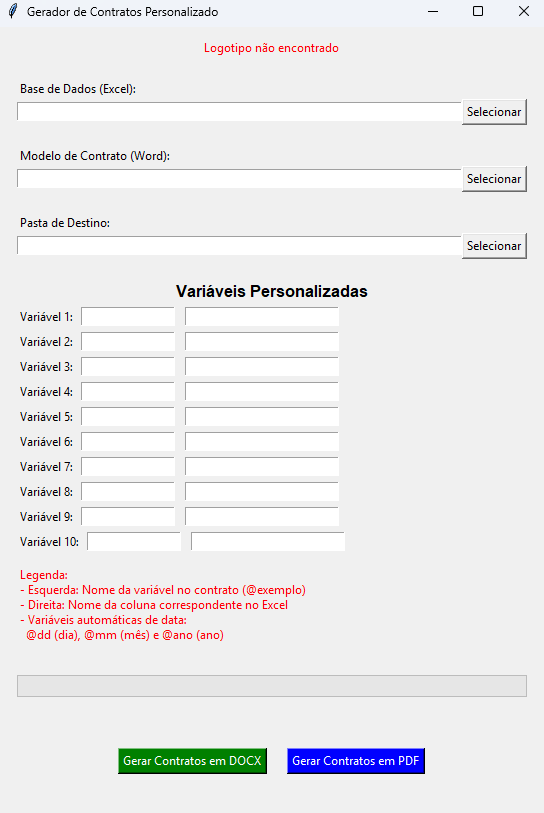 Gerador de Contratos Personalizado
Logotipo não encontrado
Base de Dados (Excel):
Selecionar
Modelo de Contrato (Word):
Selecionar
Pasta de Destino:
Selecionar
Variáveis Personalizadas
Variável 1:
Variável 2:
Variável 3:
Variável 4:
Variável 5:
Variável 6:
Variável 7:
Variável 8:
Variável 9:
Variável 10:
Legenda:
- Esquerda: Nome da variável no contrato (@exemplo)
- Direita: Nome da coluna correspondente no Excel
- Variáveis automáticas de data:
@dd (dia), @mm (mês) e @ano (ano)
Gerar Contratos em DOCX Gerar Contratos em PDF